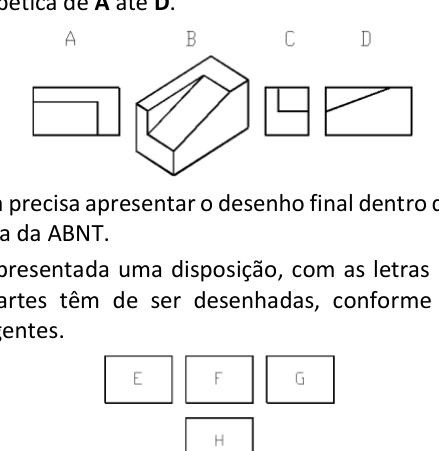 bética de A até D.
A B C D
precisa apresentar o desenho final dentro
a da ABNT.
presentada uma disposição, com as letras
artes têm de ser desenhadas, conforme
gentes.
E F G
H